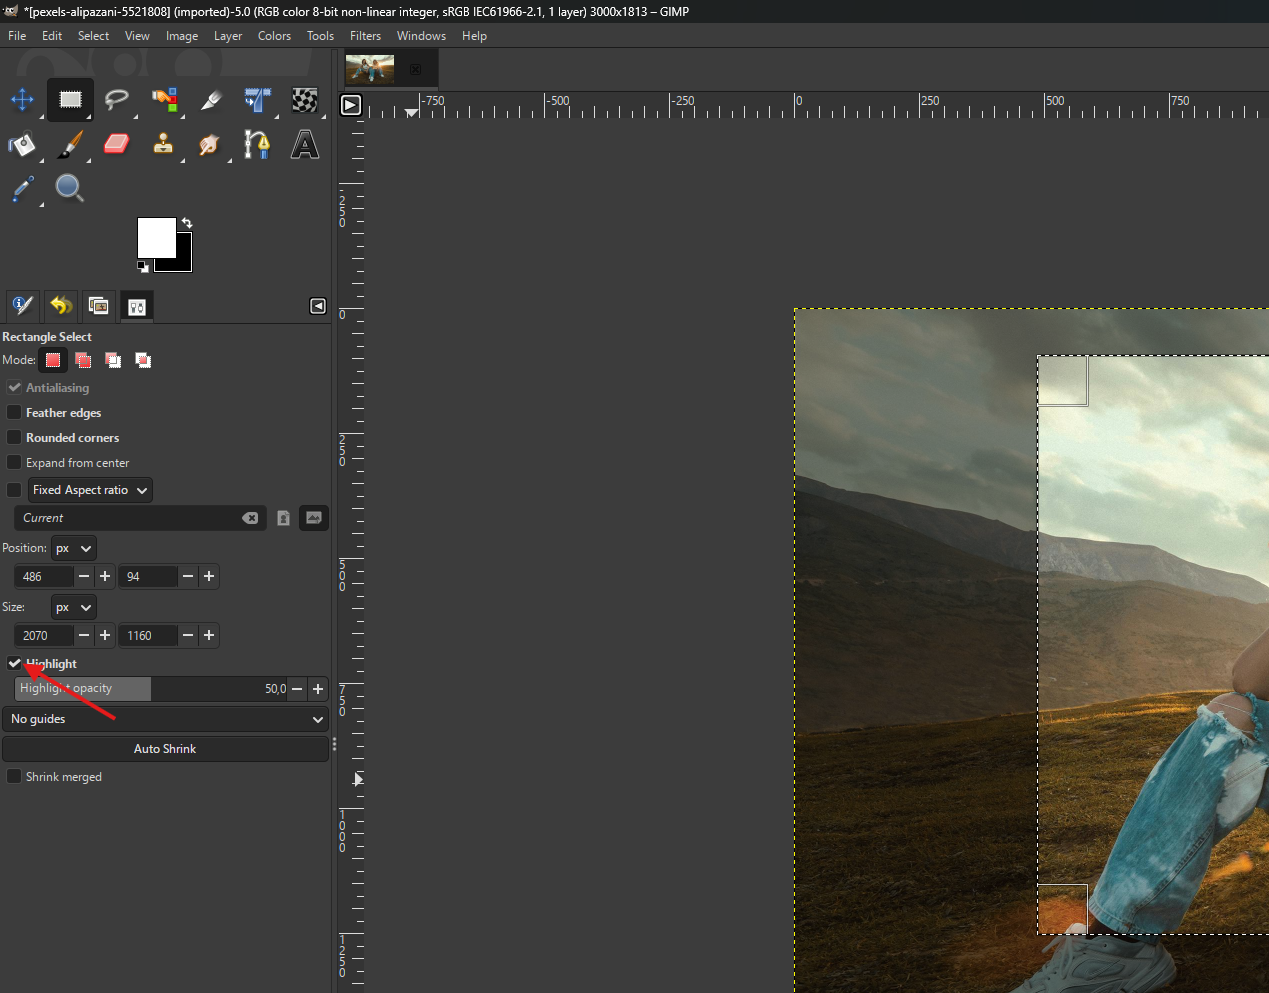 *[pexels-alipazani-5521808] (imported)-5.0 (RGB color 8-bit non-linear integer, sRGB IEC61966-2.1, 1 layer) 3000x1813 – GIMP
File Edit Select View Image Layer Colors Tools Filters Windows Help
-750 -500 -250 0 250 500 750
-250
0
250
500
750
1000
1250
Rectangle Select
Mode:
Antialiasing
Feather edges
Rounded corners
Expand from center
Fixed Aspect ratio
Current
Position: px
486 94
Size: px
2070 1160
Highlight
Highlight opacity 50,0
No guides
Auto Shrink
Shrink merged